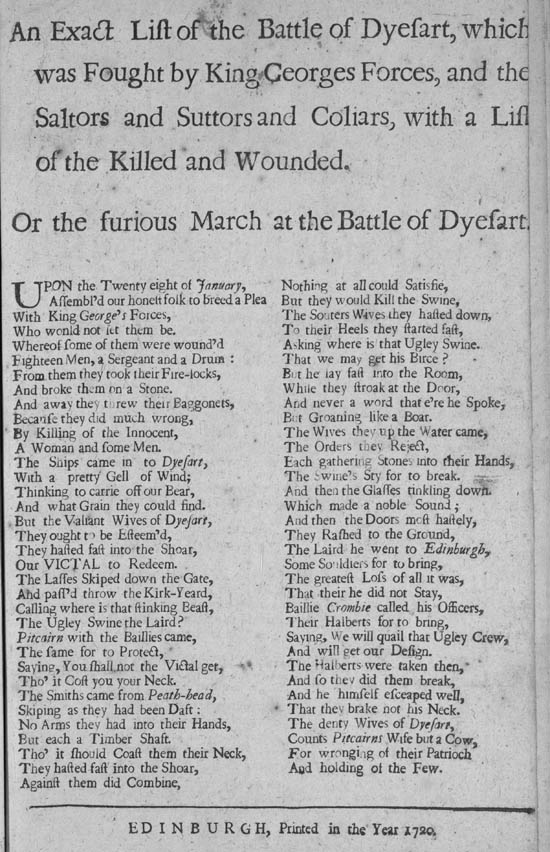 An Exact Liſt of the Battle of Dyeſart, which
was Fought by King Georges Forces, and the
Saltors and Suttors and Coliars, with a Liſt
of the Killed and Wounded.
Or the furious March at the Battle of Dyeſart.
UPON the Twenty eight of January,
Aſſembl'd our honeſt folk to breed a Plea
With King George's Forces,
Who wonld not let them be.
Whereof ſome of them were wound'd
Eighteen Men, a Sergeant and a Drum :
From them they took their Fire-locks,
And broke them on a Stone.
And away they threw their Baggonets,
Becauſe they did much wrong,
By Killing of the Innocent,
A Woman and ſome Men.
The Ships came in to Dyeſart,
With a pretty Gell of Wind;
Thinking to carrie off our Bear,
And what Grain they could find.
But the Valiant Wives of Dyeſart,
They ought to be Eſteem'd,
They haſted faſt into the Shoar,
Our VICTAL to Redeem.
The Laſſes Skiped down the Gate,
And paſſ'd throw the Kirk-Yeard,
Calling where is that ſtinking Beaſt,
The Ugley Swine the Laird?
Pitcairn with the Baillies came,
The ſame for to Protect,
Saying, You ſhall not the Victal get,
Tho' it Coſt you your Neck.
The Smiths came from Peath-head,
Skiping as they had been Daft :
No Arms they had into their Hands,
But each a Timber Shaft.
Tho' it ſhould Coaſt them their Neck,
They haſted faſt into the Shoar,
Againſt them did Combine,
Nothing at all could Satisfie,
But they would Kill the Swine,
The Souters Wives they haſted down,
To their Heels they ſtarted faſt,
Asking where is that Ugley Swine.
That we may get his Birce ?
But he lay faſt into the Room,
While they ſtroak at the Door,
And never a word that e're he Spoke,
But Groaning like a Boar.
The Wives they up the Water came,
The Orders they Reject,
Each gathering Stones into their Hands,
The Swine's Sty for to break.
And then the Glaſſes tinkling down.
Which made a noble Sound ;
And then the Doors moſt haſtely,
They Raſhed to the Ground,
The Laird he went to Edinburgh,
Some Souldiers for to bring,
The greateſt Loſs of all it was,
That their he did not Stay,
Baillie Crombie called his Officers,
Their Halberts for to bring,
Saying, We will quail that Ugley Crew,
And will get our Deſign.
The Halberts were taken then,
And ſo they did them break,
And he himſelf eſceaped well,
That they brake not his Neck.
The denty Wives of Dyeſart,
Counts Pitcairns Wife but a Cow,
For wronging of their Patrioch
And holding of the Few.
EDINBURGH, Printed in the Year 1720.